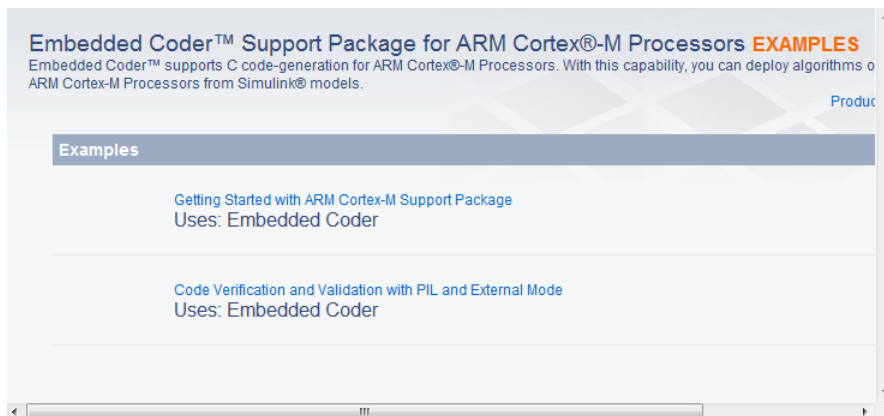 Embedded Coder™ Support Package for ARM Cortex®-M Processors EXAMPLES
Embedded Coder™ supports C code-generation for ARM Cortex®-M Processors. With this capability, you can deploy algorithms o
ARM Cortex-M Processors from Simulink® models.
Produc
Examples
Getting Started with ARM Cortex-M Support Package
Uses: Embedded Coder
Code Verification and Validation with PIL and External Mode
Uses: Embedded Coder